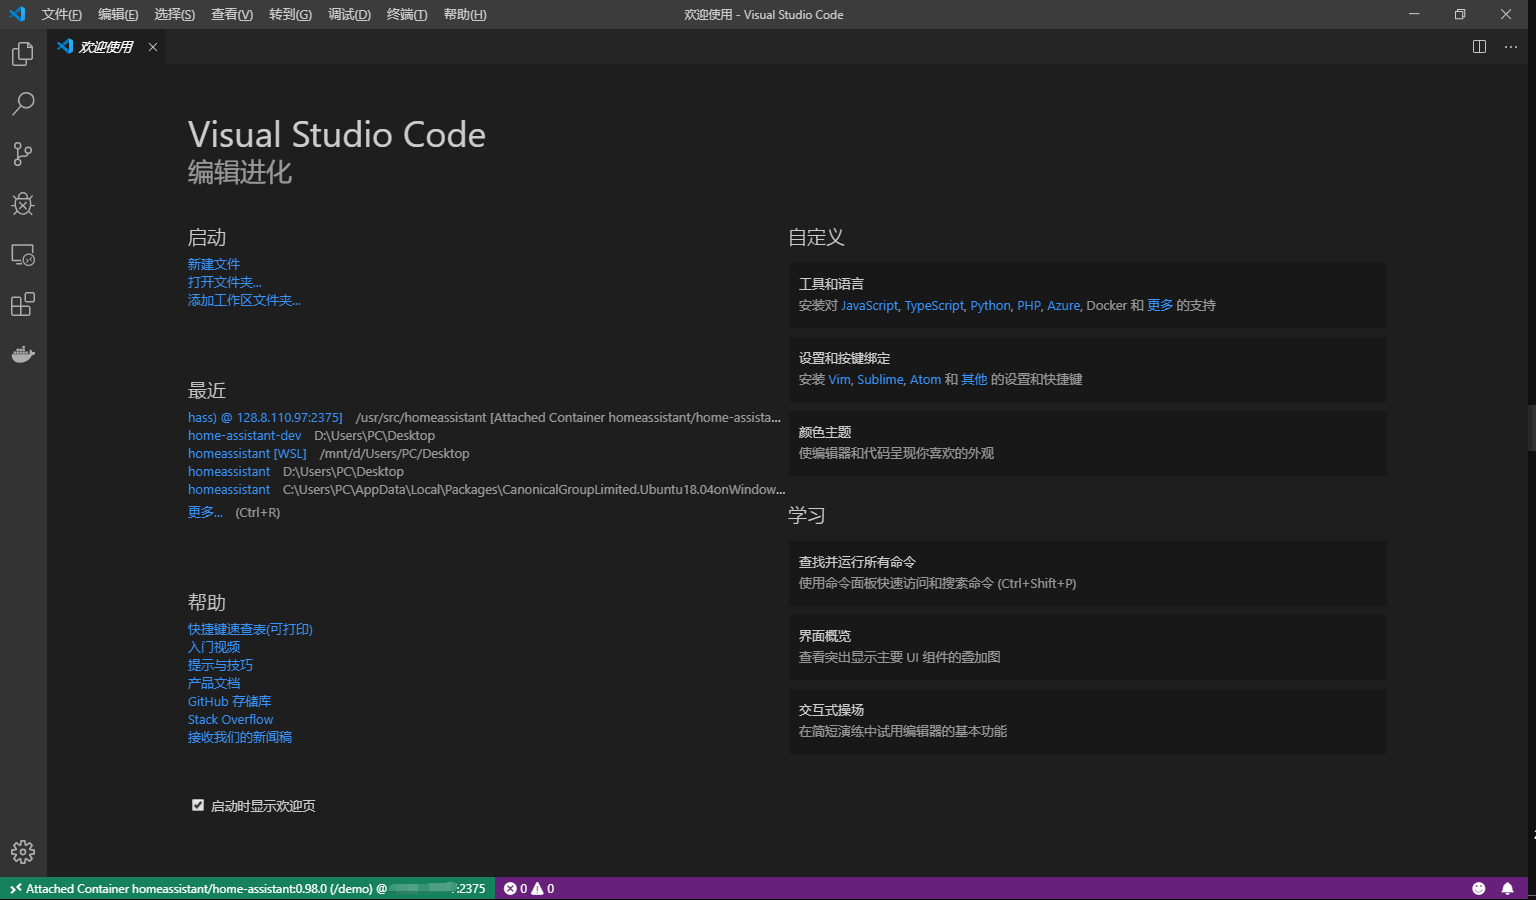 文件(F) 编辑(E) 选择(S) 查看(V) 转到(G) 调试(D) 终端(T) 帮助(H) 欢迎使用 - Visual Studio Code
欢迎使用
Visual Studio Code
编辑进化
启动
新建文件
打开文件夹...
添加工作区文件夹...
最近
hass) @ 128.8.110.97:2375] /usr/src/homeassistant [Attached Container homeassistant/home-assista...
home-assistant-dev D:\Users\PC\Desktop
homeassistant [WSL] /mnt/d/Users/PC/Desktop
homeassistant D:\Users\PC\Desktop
homeassistant C:\Users\PC\AppData\Local\Packages\CanonicalGroupLimited.Ubuntu18.04onWindow...
更多... (Ctrl+R)
帮助
快捷键速查表(可打印)
入门视频
提示与技巧
产品文档
GitHub 存储库
Stack Overflow
接收我们的新闻稿
启动时显示欢迎页
自定义
工具和语言
安装对 JavaScript, TypeScript, Python, PHP, Azure, Docker 和 更多 的支持
设置和按键绑定
安装 Vim, Sublime, Atom 和 其他 的设置和快捷键
颜色主题
使编辑器和代码呈现你喜欢的外观
学习
查找并运行所有命令
使用命令面板快速访问和搜索命令 (Ctrl+Shift+P)
界面概览
查看突出显示主要 UI 组件的叠加图
交互式操场
在简短演练中试用编辑器的基本功能
Attached Container homeassistant/home-assistant:0.98.0 (/demo) @ :2375 0 0